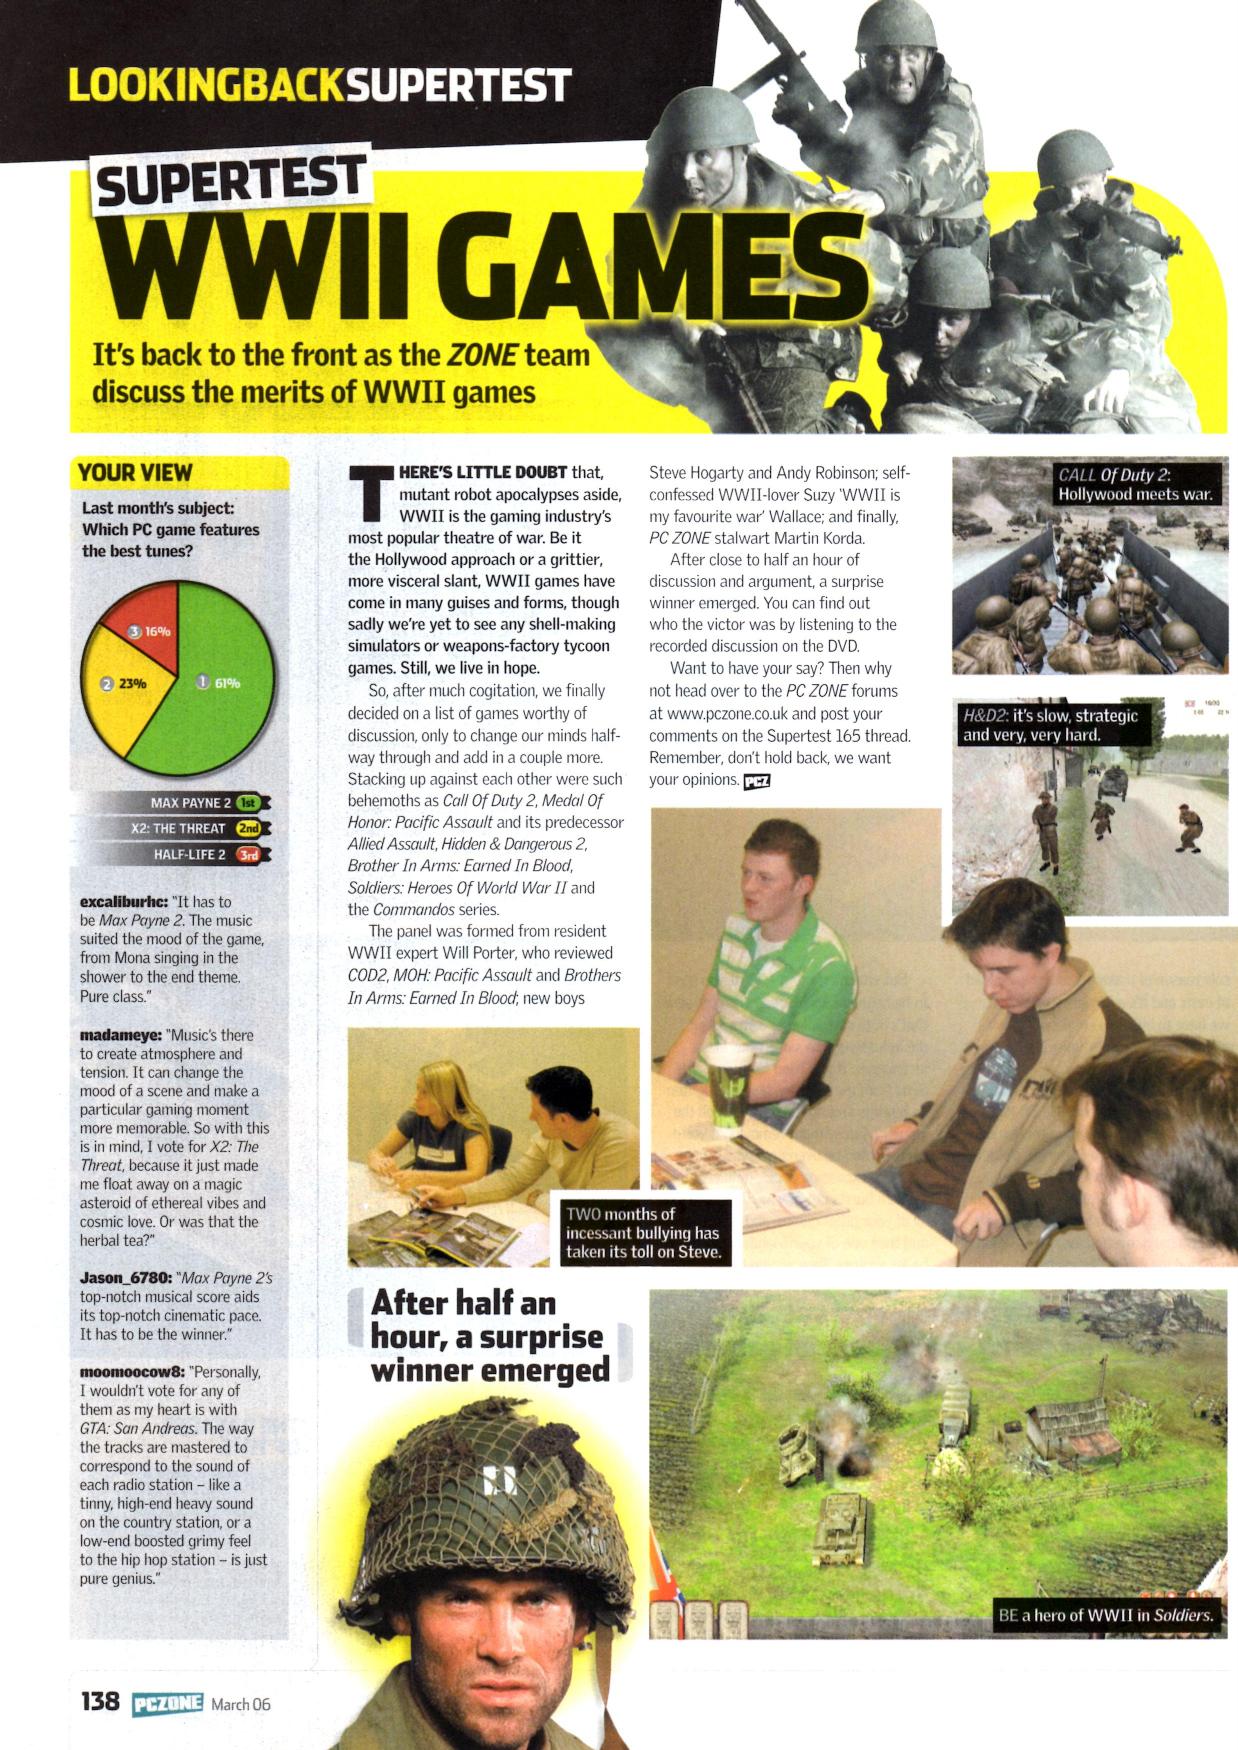 LOOKINGBACKSUPERTEST
SUPERTEST
WWII GAMES
It's back to the front as the ZONE team
discuss the merits of WWII games
YOUR VIEW
Last month's subject:
Which PC game features
the best tunes?
3 16%
2 23%
1 61%
MAX PAYNE 2 1st
X2: THE THREAT 2nd
HALF-LIFE 2 3rd
excaliburhc: "It has to
be Max Payne 2. The music
suited the mood of the game,
from Mona singing in the
shower to the end theme.
Pure class."
madameye: "Music's there
to create atmosphere and
tension. It can change the
mood of a scene and make a
particular gaming moment
more memorable. So with this
is in mind, I vote for X2: The
Threat, because it just made
me float away on a magic
asteroid of ethereal vibes and
cosmic love. Or was that the
herbal tea?"
Jason_6780: "Max Payne 2's
top-notch musical score aids
its top-notch cinematic pace.
It has to be the winner."
moomoocow8: "Personally,
I wouldn't vote for any of
them as my heart is with
GTA: San Andreas. The way
the tracks are mastered to
correspond to the sound of
each radio station – like a
tinny, high-end heavy sound
on the country station, or a
low-end boosted grimy feel
to the hip hop station – is just
pure genius."
THERE'S LITTLE DOUBT that,
mutant robot apocalypses aside,
WWII is the gaming industry's
most popular theatre of war. Be it
the Hollywood approach or a grittier,
more visceral slant, WWII games have
come in many guises and forms, though
sadly we're yet to see any shell-making
simulators or weapons-factory tycoon
games. Still, we live in hope.
So, after much cogitation, we finally
decided on a list of games worthy of
discussion, only to change our minds half-
way through and add in a couple more.
Stacking up against each other were such
behemoths as Call Of Duty 2, Medal Of
Honor: Pacific Assault and its predecessor
Allied Assault, Hidden & Dangerous 2,
Brother In Arms: Earned In Blood,
Soldiers: Heroes Of World War II and
the Commandos series.
The panel was formed from resident
WWII expert Will Porter, who reviewed
COD2, MOH: Pacific Assault and Brothers
In Arms: Earned In Blood; new boys
Steve Hogarty and Andy Robinson; self-
confessed WWII-lover Suzy 'WWII is
my favourite war' Wallace; and finally,
PC ZONE stalwart Martin Korda.
After close to half an hour of
discussion and argument, a surprise
winner emerged. You can find out
who the victor was by listening to the
recorded discussion on the DVD.
Want to have your say? Then why
not head over to the PC ZONE forums
at www.pczone.co.uk and post your
comments on the Supertest 165 thread.
Remember, don't hold back, we want
your opinions. PCZ
CALL Of Duty 2:
Hollywood meets war.
H&D2: it's slow, strategic
and very, very hard.
TWO months of
incessant bullying has
taken its toll on Steve.
After half an
hour, a surprise
winner emerged
BE a hero of WWII in Soldiers.
138 PCZONE March 06